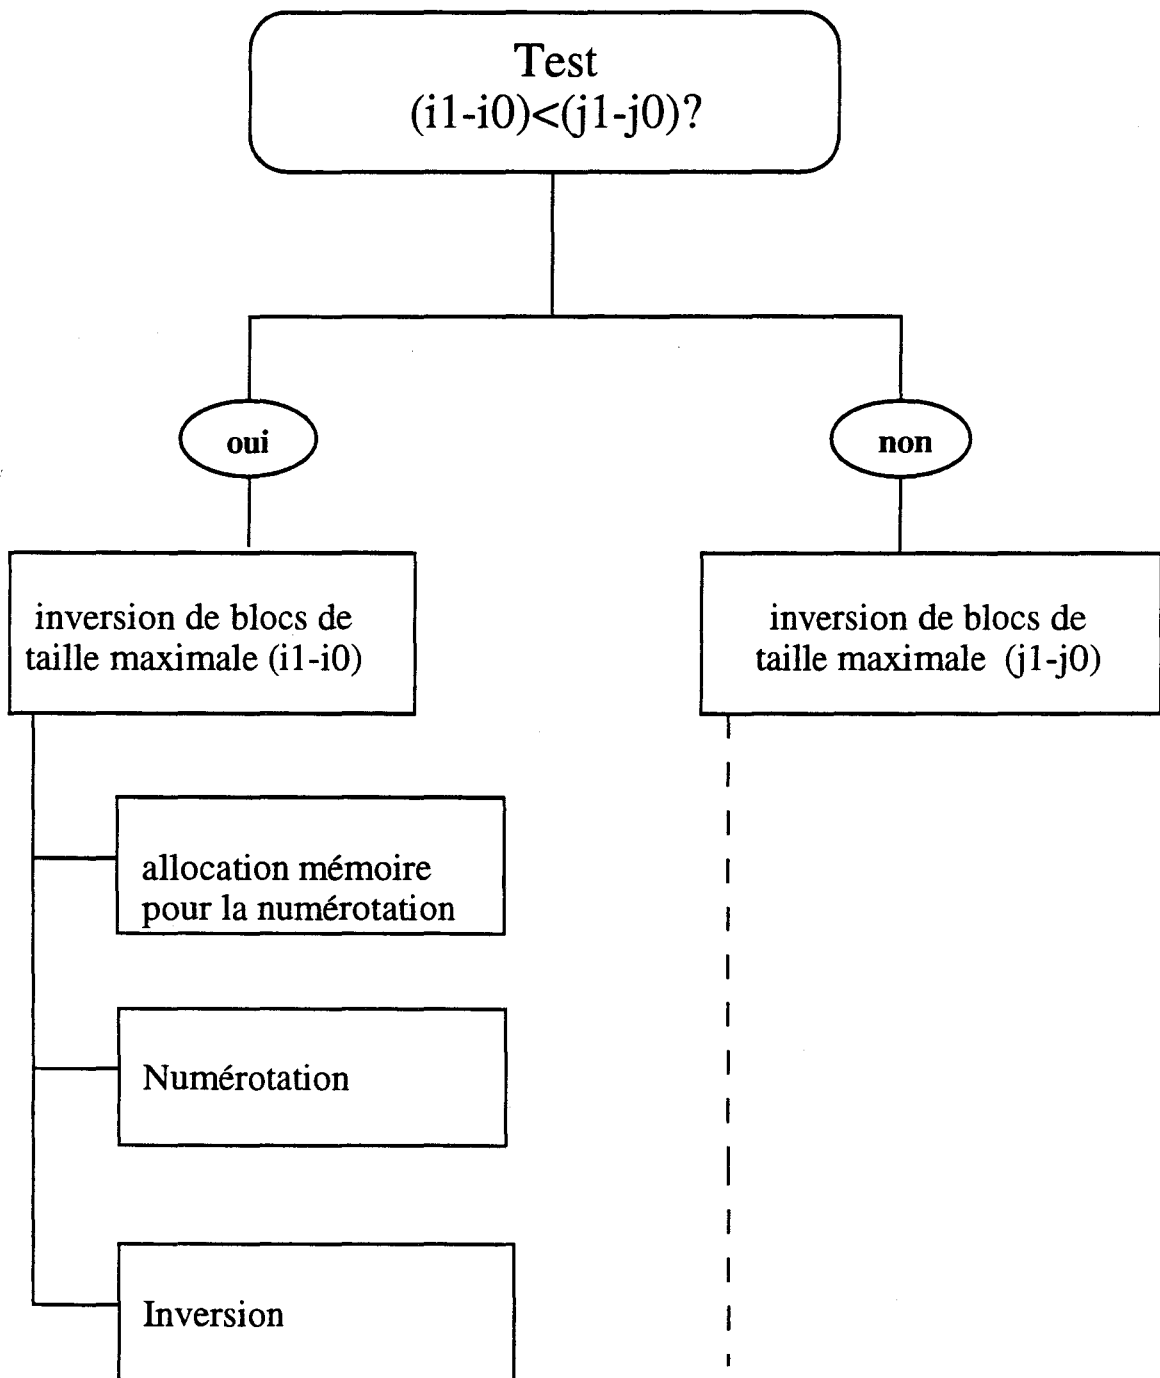 Test
(i1-i0)<(j1-j0)?
oui
non
inversion de blocs de
taille maximale (i1-i0)
inversion de blocs de
taille maximale (j1-j0)
allocation mémoire
pour la numérotation
Numérotation
Inversion